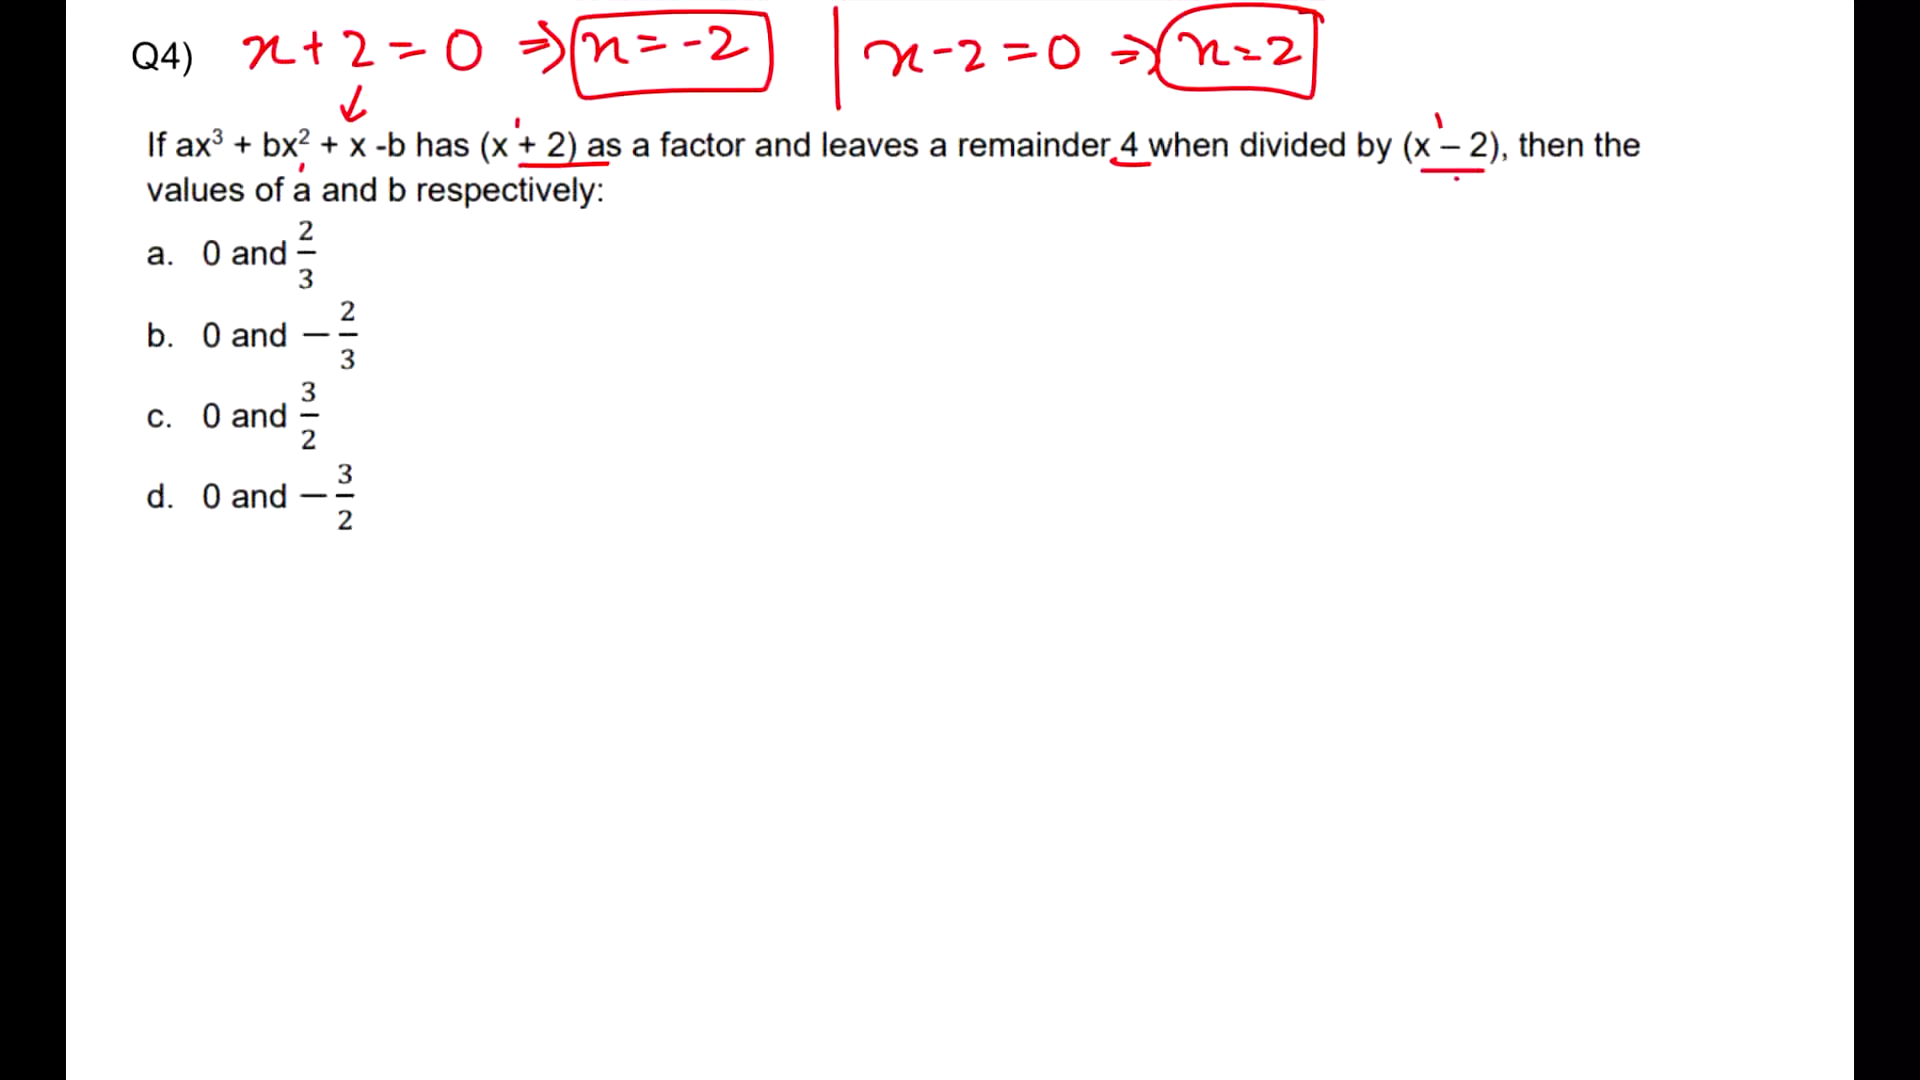 Q4) x + 2 = 0 ⇒ x = -2 | x - 2 = 0 ⇒ x = 2
If ax³ + bx² + x -b has (x + 2) as a factor and leaves a remainder 4 when divided by (x – 2), then the
values of a and b respectively:
a. 0 and 2/3
b. 0 and −2/3
c. 0 and 3/2
d. 0 and −3/2